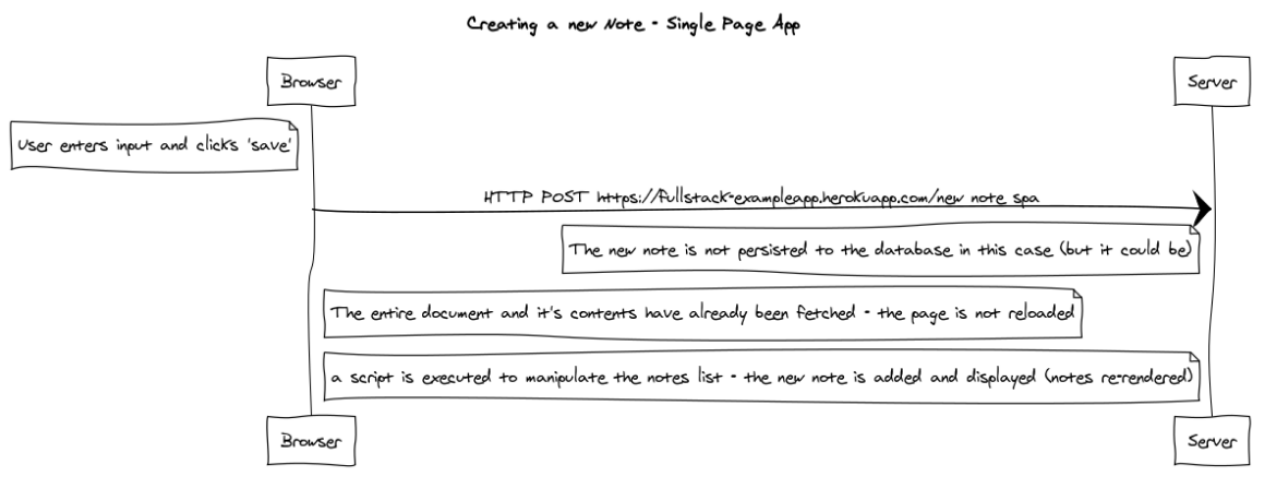 Creating a new Note - Single Page App
Browser
Server
User enters input and clicks 'save'
HTTP POST https://fullstack-exampleapp.herokuapp.com/new note spa
The new note is not persisted to the database in this case (but it could be)
The entire document and it's contents have already been fetched - the page is not reloaded
a script is executed to manipulate the notes list - the new note is added and displayed (notes re-rendered)
Browser
Server